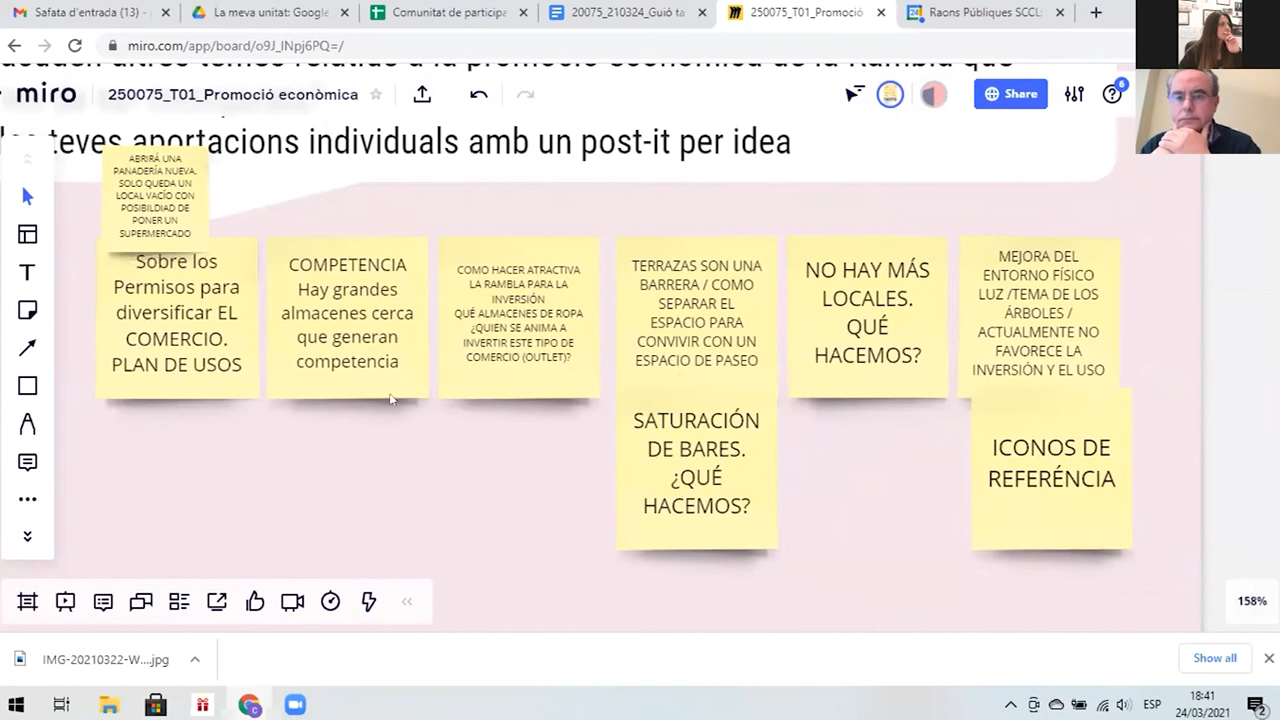 Safata d'entrada (13) -
La meva unitat: Google
Comunitat de participa
20075_210324_Guió ta
250075_T01_Promoció
Raons Públiques SCCL:
miro.com/app/board/o9J_lNpj6PQ=/
miro
250075_T01_Promoció econòmica
Share
6
teves aportacions individuals amb un post-it per idea
ABRIRÁ UNA
PANADERÍA NUEVA.
SOLO QUEDA UN
LOCAL VACÍO CON
POSIBILDIAD DE
PONER UN
SUPERMERCADO
Sobre los
Permisos para
diversificar EL
COMERCIO.
PLAN DE USOS
COMPETENCIA
Hay grandes
almacenes cerca
que generan
competencia
COMO HACER ATRACTIVA
LA RAMBLA PARA LA
INVERSIÓN
QUÉ ALMACENES DE ROPA
¿QUIEN SE ANIMA A
INVERTIR ESTE TIPO DE
COMERCIO (OUTLET)?
TERRAZAS SON UNA
BARRERA / COMO
SEPARAR EL
ESPACIO PARA
CONVIVIR CON UN
ESPACIO DE PASEO
NO HAY MÁS
LOCALES.
QUÉ
HACEMOS?
MEJORA DEL
ENTORNO FÍSICO
LUZ /TEMA DE LOS
ÁRBOLES /
ACTUALMENTE NO
FAVORECE LA
INVERSIÓN Y EL USO
SATURACIÓN
DE BARES.
¿QUÉ
HACEMOS?
ICONOS DE
REFERÉNCIA
158%
IMG-20210322-W....jpg
Show all
ESP
18:41
24/03/2021
2